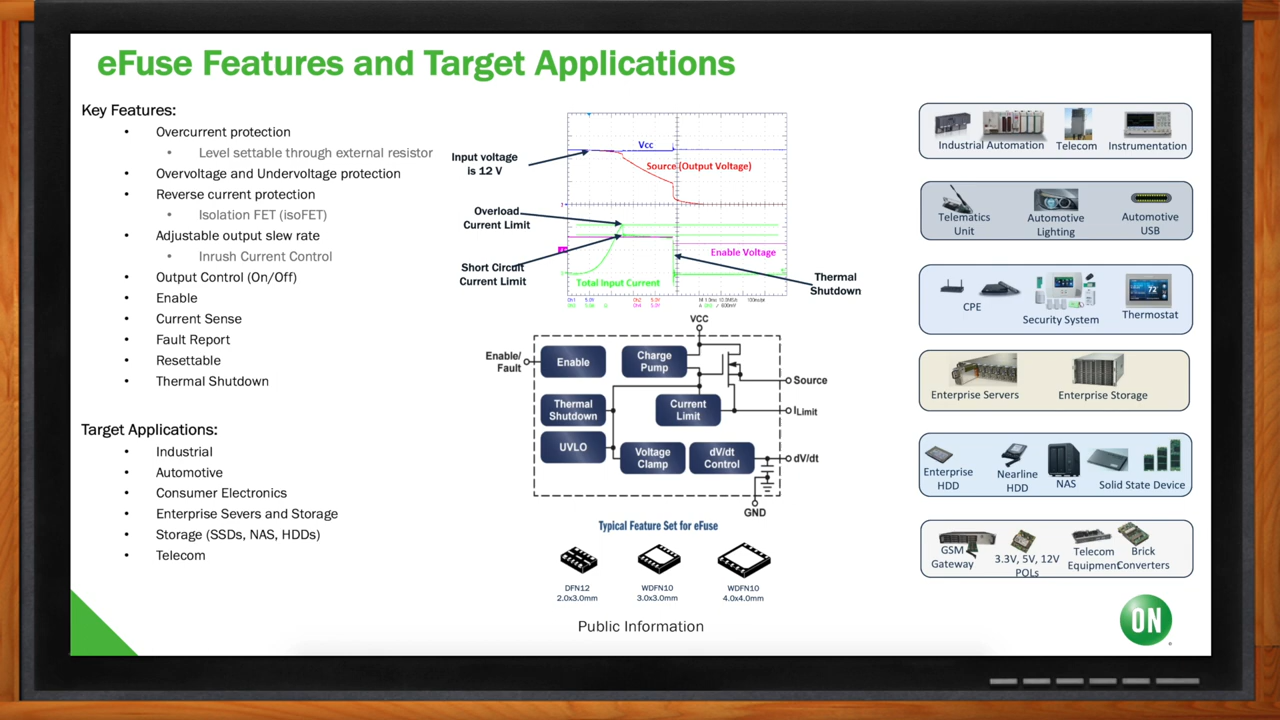 eFuse Features and Target Applications
Key Features:
• Overcurrent protection
• Level settable through external resistor
• Overvoltage and Undervoltage protection
• Reverse current protection
• Isolation FET (isoFET)
• Adjustable output slew rate
• Inrush Current Control
• Output Control (On/Off)
• Enable
• Current Sense
• Fault Report
• Resettable
• Thermal Shutdown
Target Applications:
• Industrial
• Automotive
• Consumer Electronics
• Enterprise Severs and Storage
• Storage (SSDs, NAS, HDDs)
• Telecom
Input voltage
is 12 V
Overload
Current Limit
Short Circuit
Current Limit
Vcc
Source (Output Voltage)
Enable Voltage
Total Input Current
Thermal
Shutdown
VCC
Enable/
Fault
Enable
Charge
Pump
Source
Thermal
Shutdown
Current
Limit
ILimit
UVLO
Voltage
Clamp
dV/dt
Control
dV/dt
GND
Typical Feature Set for eFuse
DFN12
2.0x3.0mm
WDFN10
3.0x3.0mm
WDFN10
4.0x4.0mm
Public Information
Industrial Automation
Telecom
Instrumentation
Telematics
Unit
Automotive
Lighting
Automotive
USB
CPE
Security System
72
Thermostat
Enterprise Servers
Enterprise Storage
Enterprise
HDD
Nearline
HDD
NAS
Solid State Device
GSM
Gateway
3.3V, 5V, 12V
POLs
Telecom
Equipment
Brick
Converters
ON